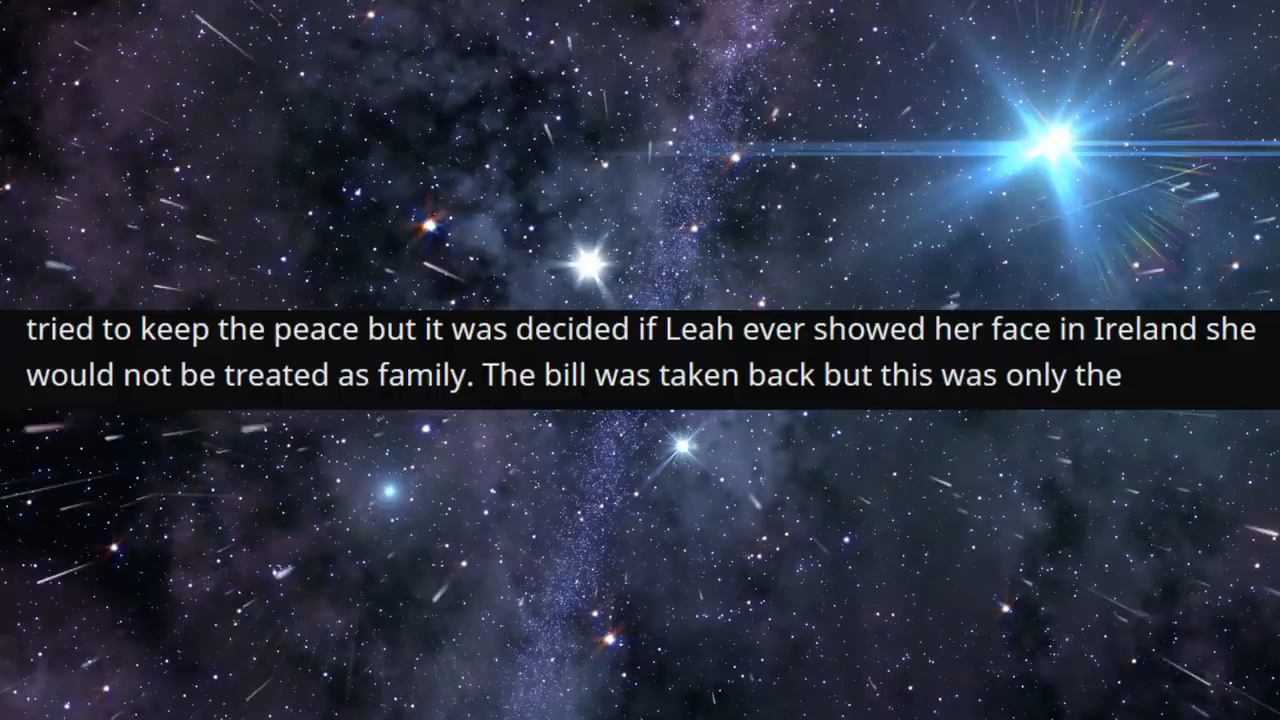 tried to keep the peace but it was decided if Leah ever showed her face in Ireland she
would not be treated as family. The bill was taken back but this was only the